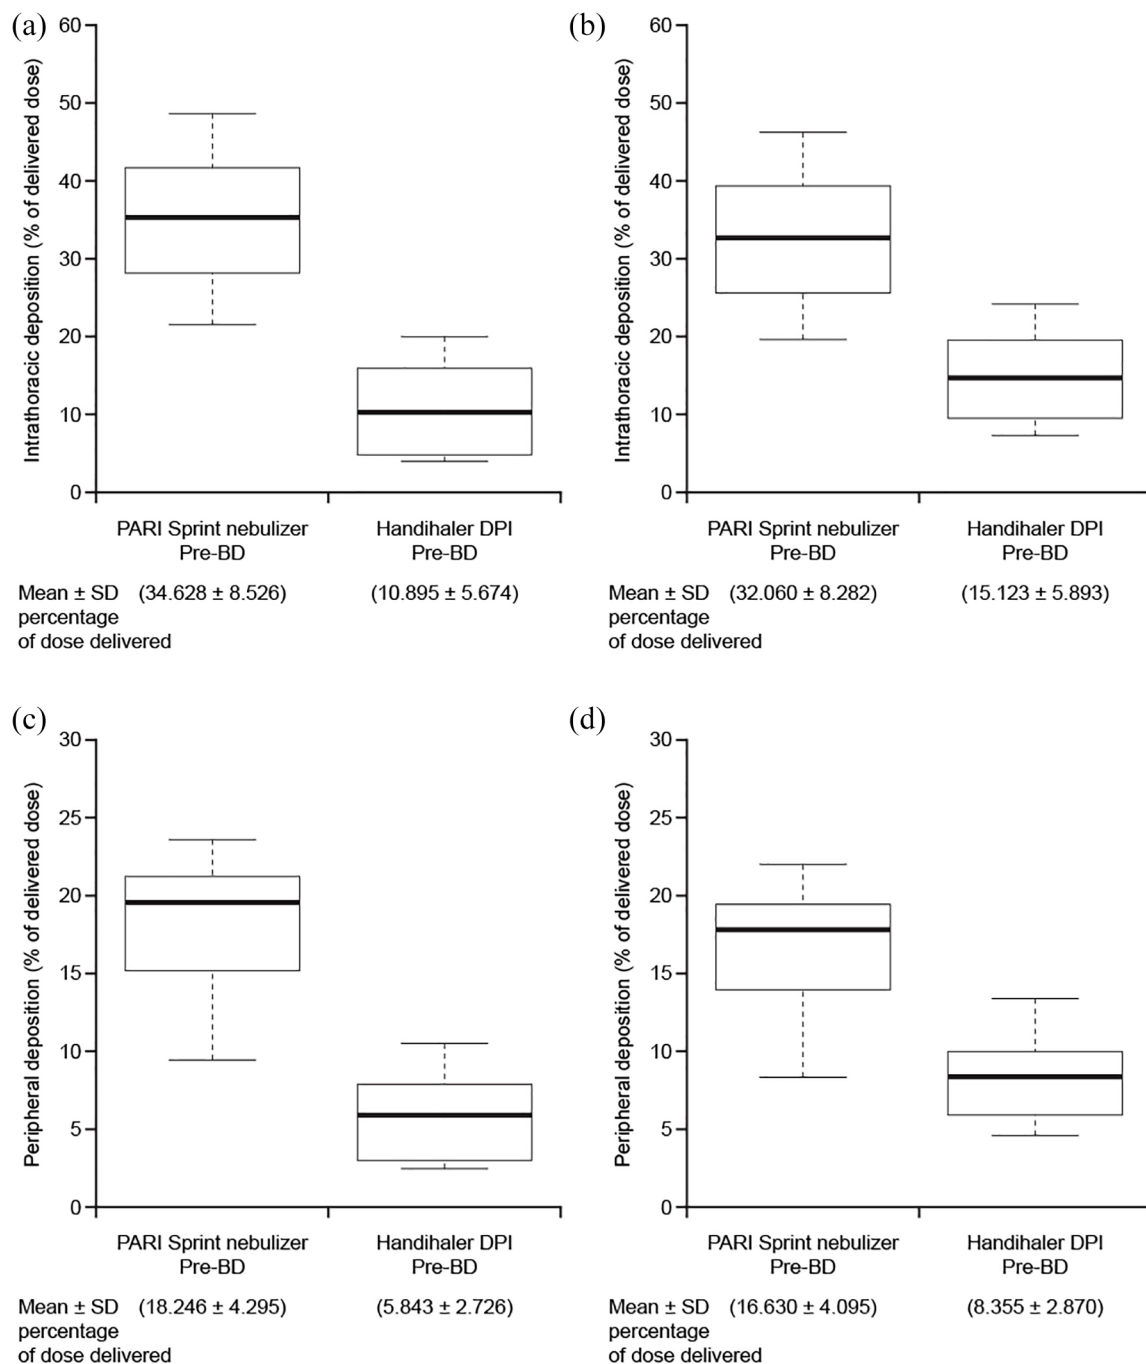 (a)
Intrathoracic deposition (% of delivered dose)
60
50
40
30
20
10
0
PARI Sprint nebulizer
Pre-BD
Handihaler DPI
Pre-BD
Mean ± SD
percentage
of dose delivered
(34.628 ± 8.526)
(10.895 ± 5.674)
(b)
Intrathoracic deposition (% of delivered dose)
60
50
40
30
20
10
0
PARI Sprint nebulizer
Pre-BD
Handihaler DPI
Pre-BD
Mean ± SD
percentage
of dose delivered
(32.060 ± 8.282)
(15.123 ± 5.893)
(c)
Peripheral deposition (% of delivered dose)
30
25
20
15
10
5
0
PARI Sprint nebulizer
Pre-BD
Handihaler DPI
Pre-BD
Mean ± SD
percentage
of dose delivered
(18.246 ± 4.295)
(5.843 ± 2.726)
(d)
Peripheral deposition (% of delivered dose)
30
25
20
15
10
5
0
PARI Sprint nebulizer
Pre-BD
Handihaler DPI
Pre-BD
Mean ± SD
percentage
of dose delivered
(16.630 ± 4.095)
(8.355 ± 2.870)